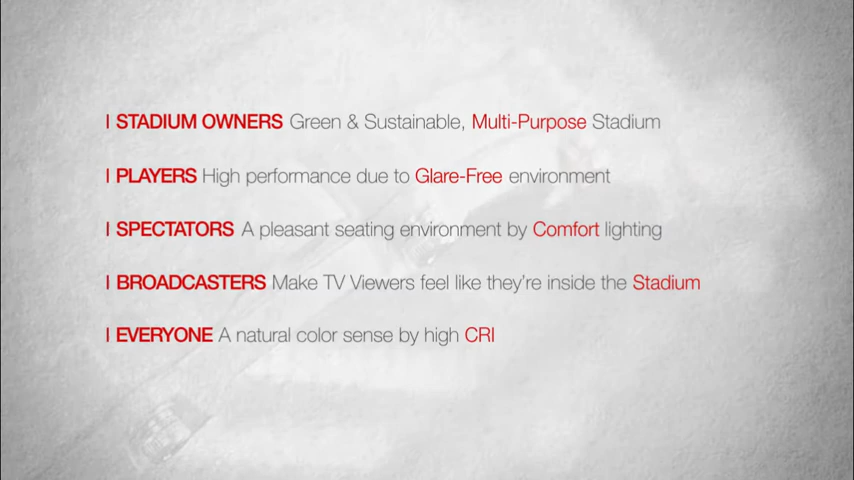 | STADIUM OWNERS Green & Sustainable, Multi-Purpose Stadium
| PLAYERS High performance due to Glare-Free environment
| SPECTATORS A pleasant seating environment by Comfort lighting
| BROADCASTERS Make TV Viewers feel like they're inside the Stadium
| EVERYONE A natural color sense by high CRI